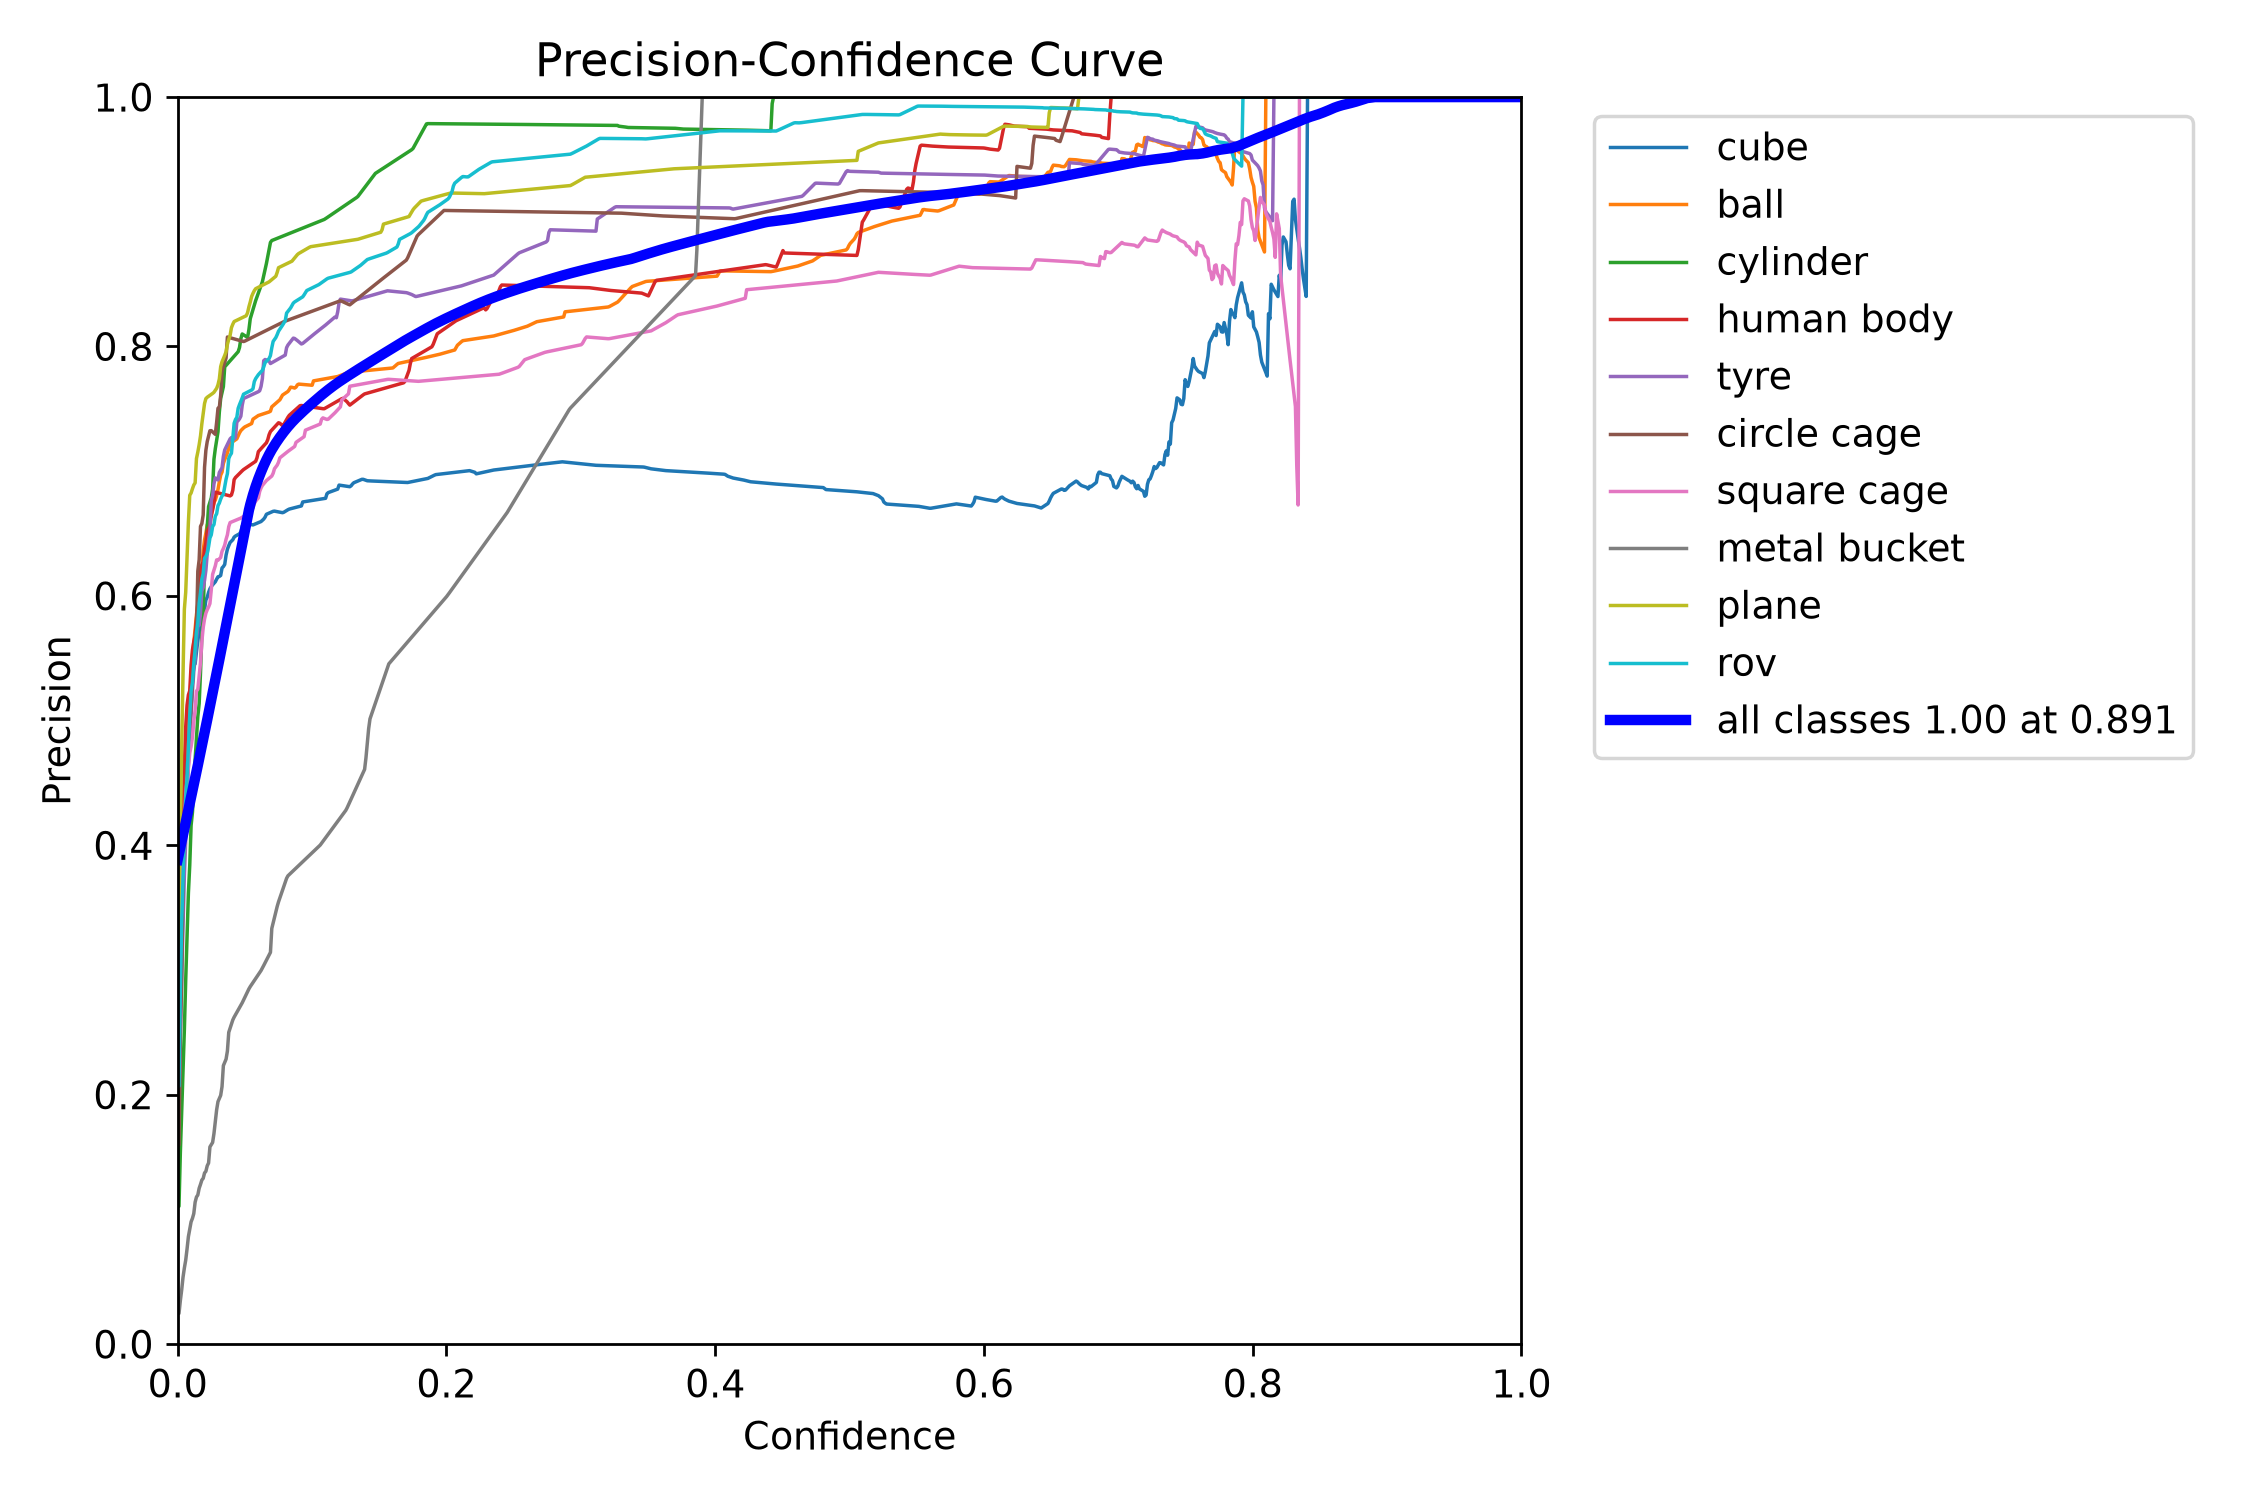 Precision-Confidence Curve
1.0
0.8
0.6
0.4
0.2
0.0
Precision
0.0 0.2 0.4 0.6 0.8 1.0
Confidence
cube
ball
cylinder
human body
tyre
circle cage
square cage
metal bucket
plane
rov
all classes 1.00 at 0.891